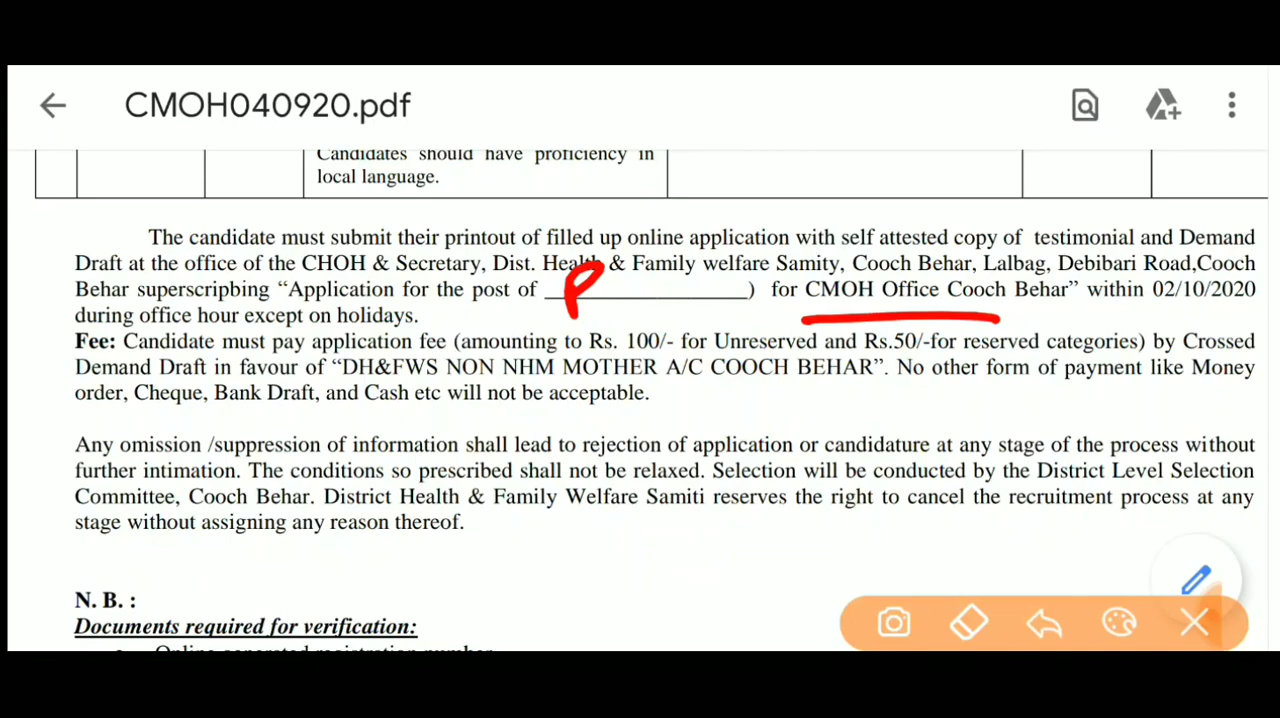 CMOH040920.pdf
Candidates should have proficiency in
local language.
The candidate must submit their printout of filled up online application with self attested copy of testimonial and Demand
Draft at the office of the CHOH & Secretary, Dist. Health & Family welfare Samity, Cooch Behar, Lalbag, Debibari Road,Cooch
Behar superscripbing “Application for the post of __________________) for CMOH Office Cooch Behar” within 02/10/2020
during office hour except on holidays.
Fee: Candidate must pay application fee (amounting to Rs. 100/- for Unreserved and Rs.50/-for reserved categories) by Crossed
Demand Draft in favour of “DH&FWS NON NHM MOTHER A/C COOCH BEHAR”. No other form of payment like Money
order, Cheque, Bank Draft, and Cash etc will not be acceptable.
Any omission /suppression of information shall lead to rejection of application or candidature at any stage of the process without
further intimation. The conditions so prescribed shall not be relaxed. Selection will be conducted by the District Level Selection
Committee, Cooch Behar. District Health & Family Welfare Samiti reserves the right to cancel the recruitment process at any
stage without assigning any reason thereof.
N. B. :
Documents required for verification:
Online generated registration number